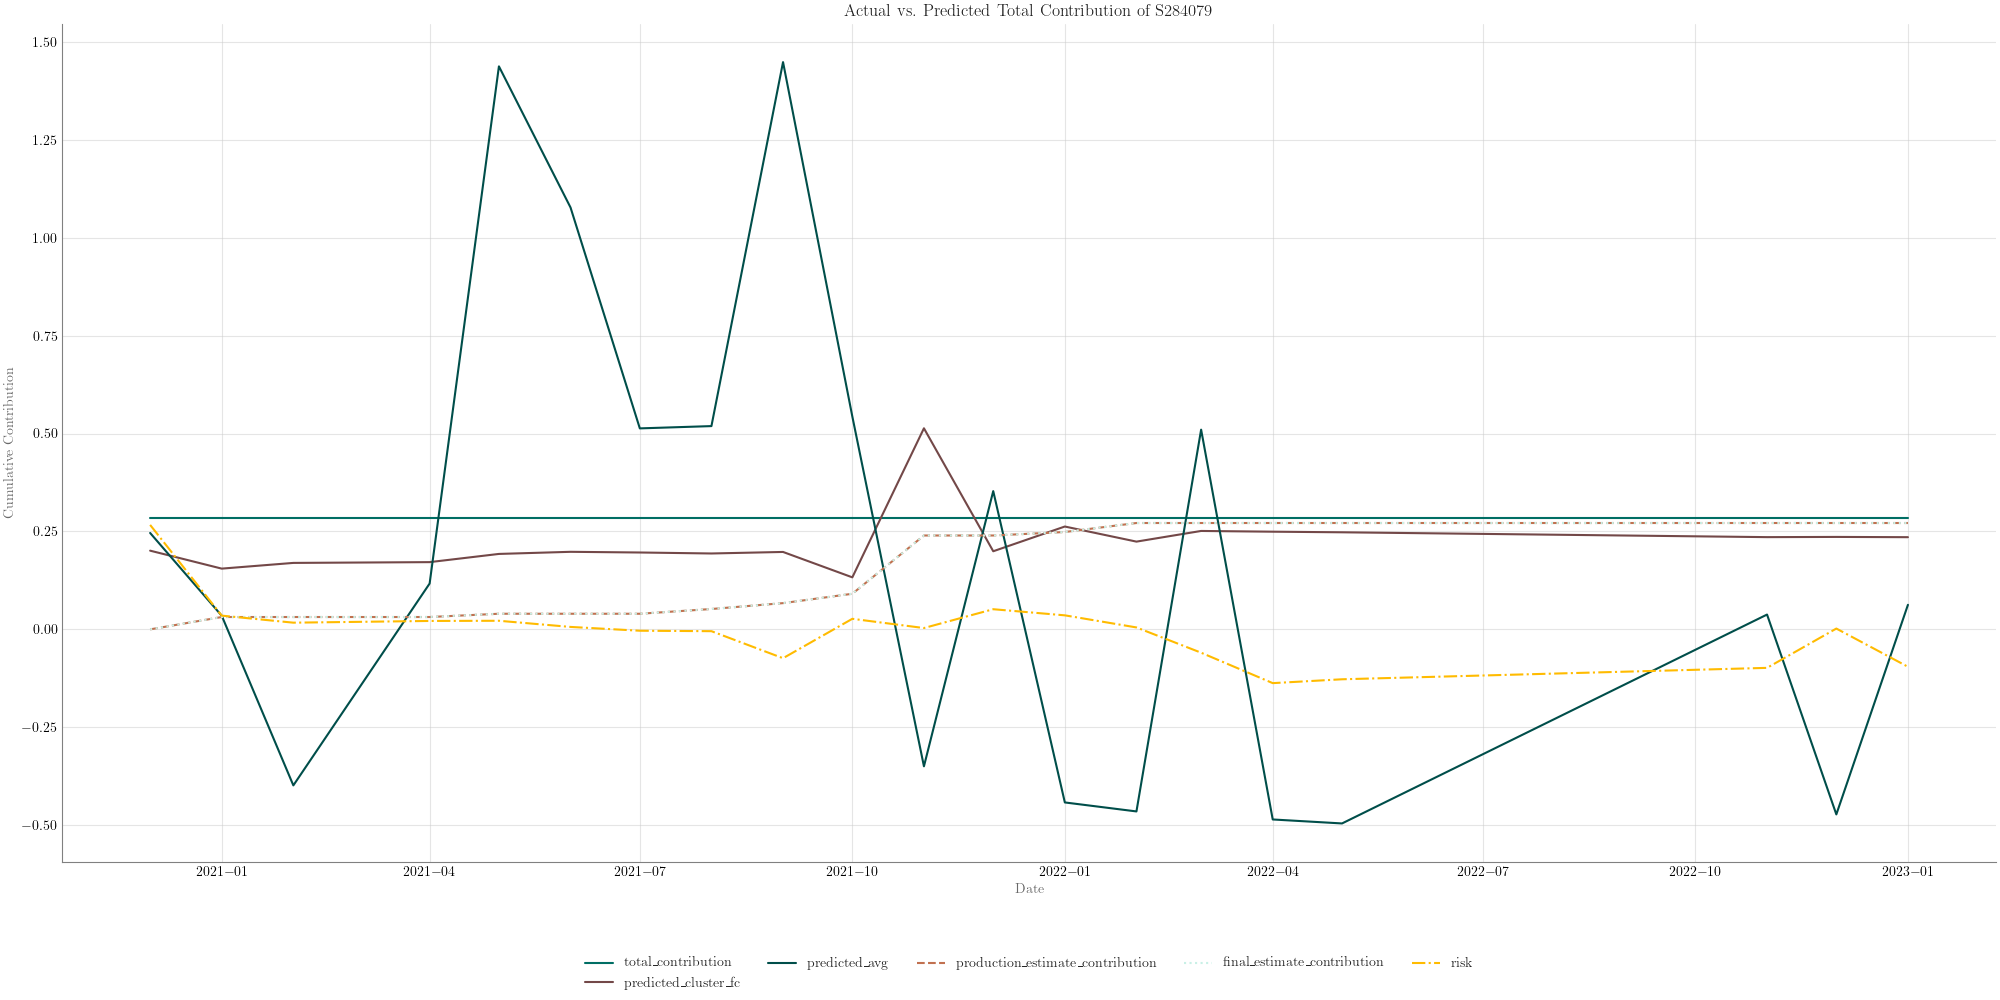 Actual vs. Predicted Total Contribution of S284079
1.50
1.25
1.00
0.75
0.50
0.25
0.00
−0.25
−0.50
Cumulative Contribution
2021−01 2021−04 2021−07 2021−10 2022−01 2022−04 2022−07 2022−10 2023−01
Date
total_contribution predicted_avg production_estimate_contribution final_estimate_contribution risk
predicted_cluster_fc